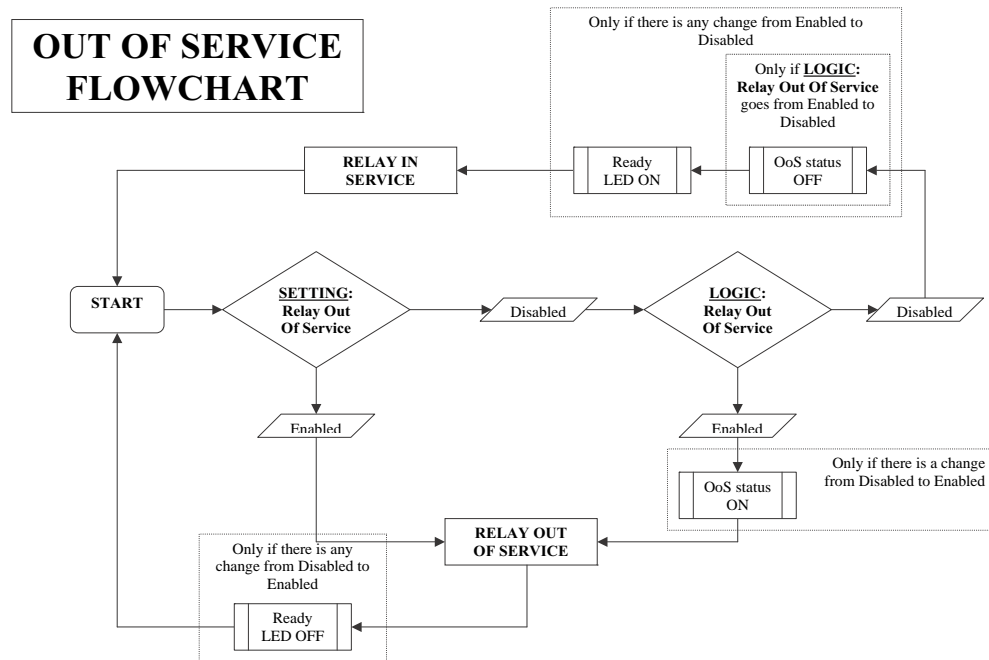 OUT OF SERVICE
FLOWCHART
Only if there is any change from Enabled to
Disabled
Only if LOGIC:
Relay Out Of Service
goes from Enabled to
Disabled
RELAY IN
SERVICE
Ready
LED ON
OoS status
OFF
START
SETTING:
Relay Out
Of Service
Disabled
LOGIC:
Relay Out
Of Service
Disabled
Enabled
Enabled
Only if there is a change
from Disabled to Enabled
OoS status
ON
RELAY OUT
OF SERVICE
Only if there is any
change from Disabled to
Enabled
Ready
LED OFF